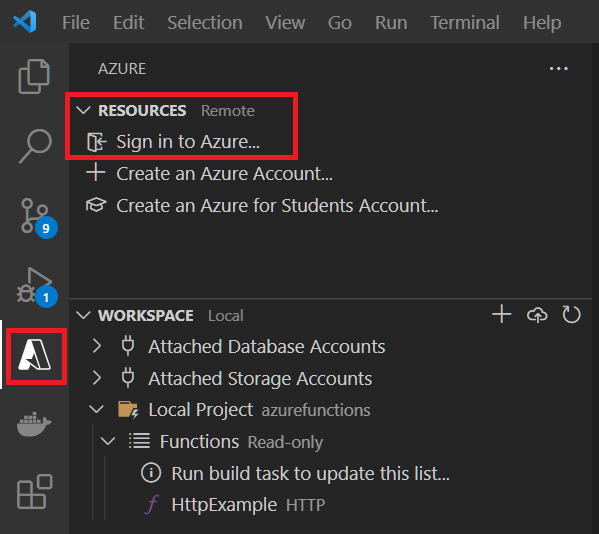 File Edit Selection View Go Run Terminal Help
AZURE
RESOURCES Remote
Sign in to Azure...
Create an Azure Account...
Create an Azure for Students Account...
9
1
WORKSPACE Local
Attached Database Accounts
Attached Storage Accounts
Local Project azurefunctions
Functions Read-only
Run build task to update this list...
HttpExample HTTP